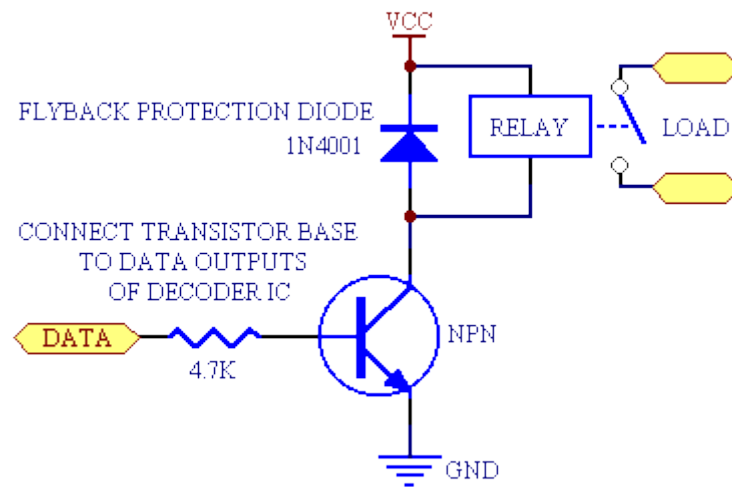 VCC
FLYBACK PROTECTION DIODE
1N4001
RELAY
LOAD
CONNECT TRANSISTOR BASE
TO DATA OUTPUTS
OF DECODER IC
DATA
4.7K
NPN
GND